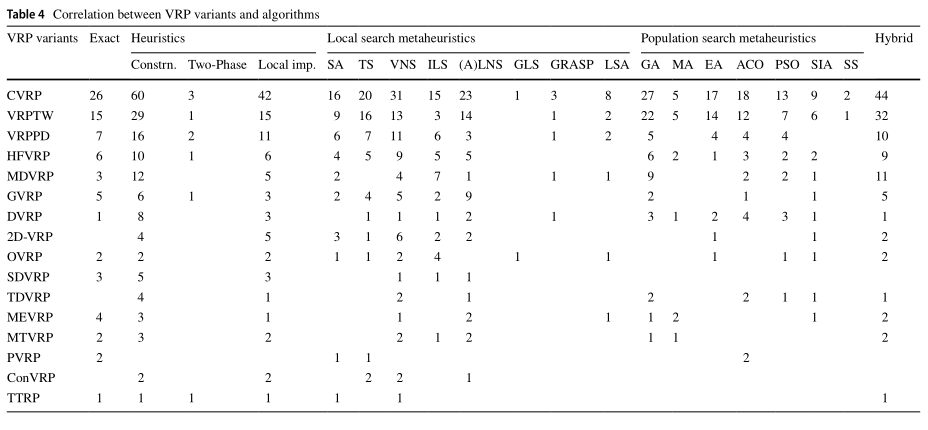 Table 4 Correlation between VRP variants and algorithms
VRP variants Exact Heuristics Local search metaheuristics Population search metaheuristics Hybrid
Constrn. Two-Phase Local imp. SA TS VNS ILS (A)LNS GLS GRASP LSA GA MA EA ACO PSO SIA SS
CVRP 26 60 3 42 16 20 31 15 23 1 3 8 27 5 17 18 13 9 2 44
VRPTW 15 29 1 15 9 16 13 3 14 1 2 22 5 14 12 7 6 1 32
VRPPD 7 16 2 11 6 7 11 6 3 1 2 5 4 4 4 10
HFVRP 6 10 1 6 4 5 9 5 5 6 2 1 3 2 2 9
MDVRP 3 12 5 2 4 7 1 1 1 9 2 2 1 11
GVRP 5 6 1 3 2 4 5 2 9 2 1 1 5
DVRP 1 8 3 1 1 1 2 1 3 1 2 4 3 1 1
2D-VRP 4 5 3 1 6 2 2 1 1 2
OVRP 2 2 2 1 1 2 4 1 1 1 1 1 2
SDVRP 3 5 3 1 1 1
TDVRP 4 1 2 1 2 2 1 1 1
MEVRP 4 3 1 1 2 1 1 2 1 2
MTVRP 2 3 2 2 1 2 1 1 2
PVRP 2 1 1 2
ConVRP 2 2 2 2 1
TTRP 1 1 1 1 1 1 1